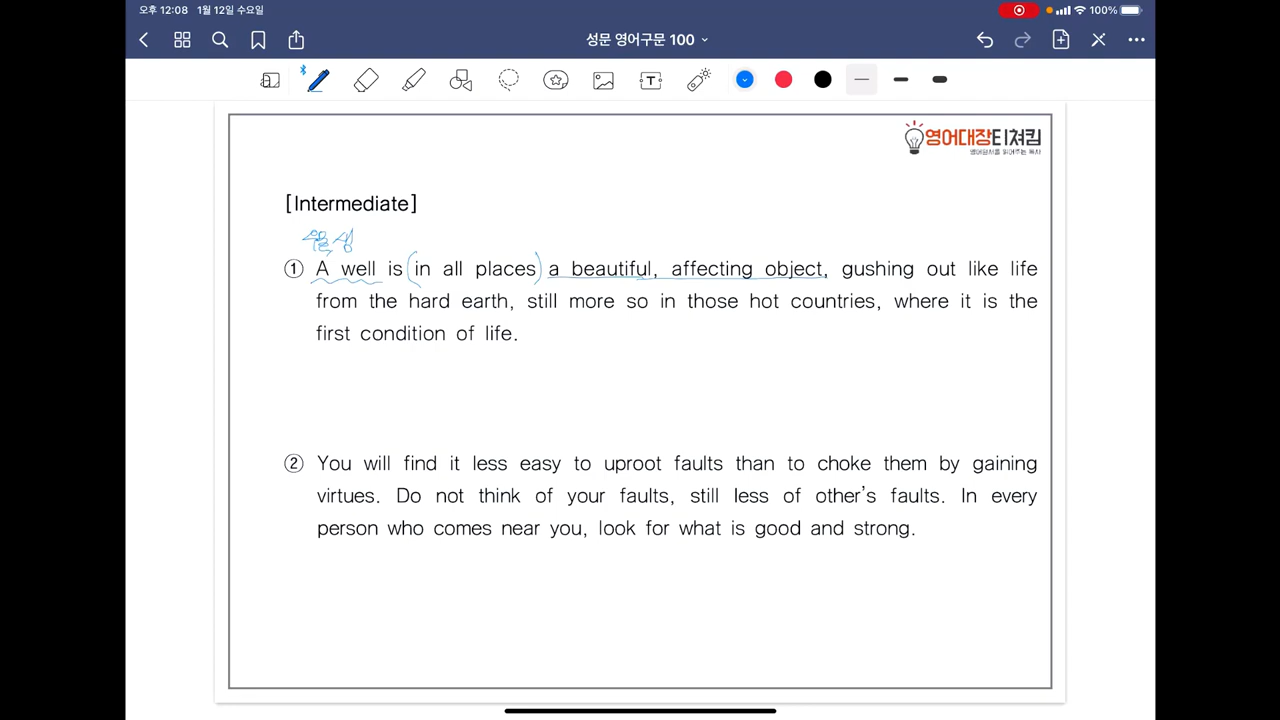 오후 12:08 1월 12일 수요일
100%
성문 영어구문 100
T
영어대장티쳐킴
[Intermediate]
① A well is (in all places) a beautiful, affecting object, gushing out like life
from the hard earth, still more so in those hot countries, where it is the
first condition of life.
② You will find it less easy to uproot faults than to choke them by gaining
virtues. Do not think of your faults, still less of other's faults. In every
person who comes near you, look for what is good and strong.